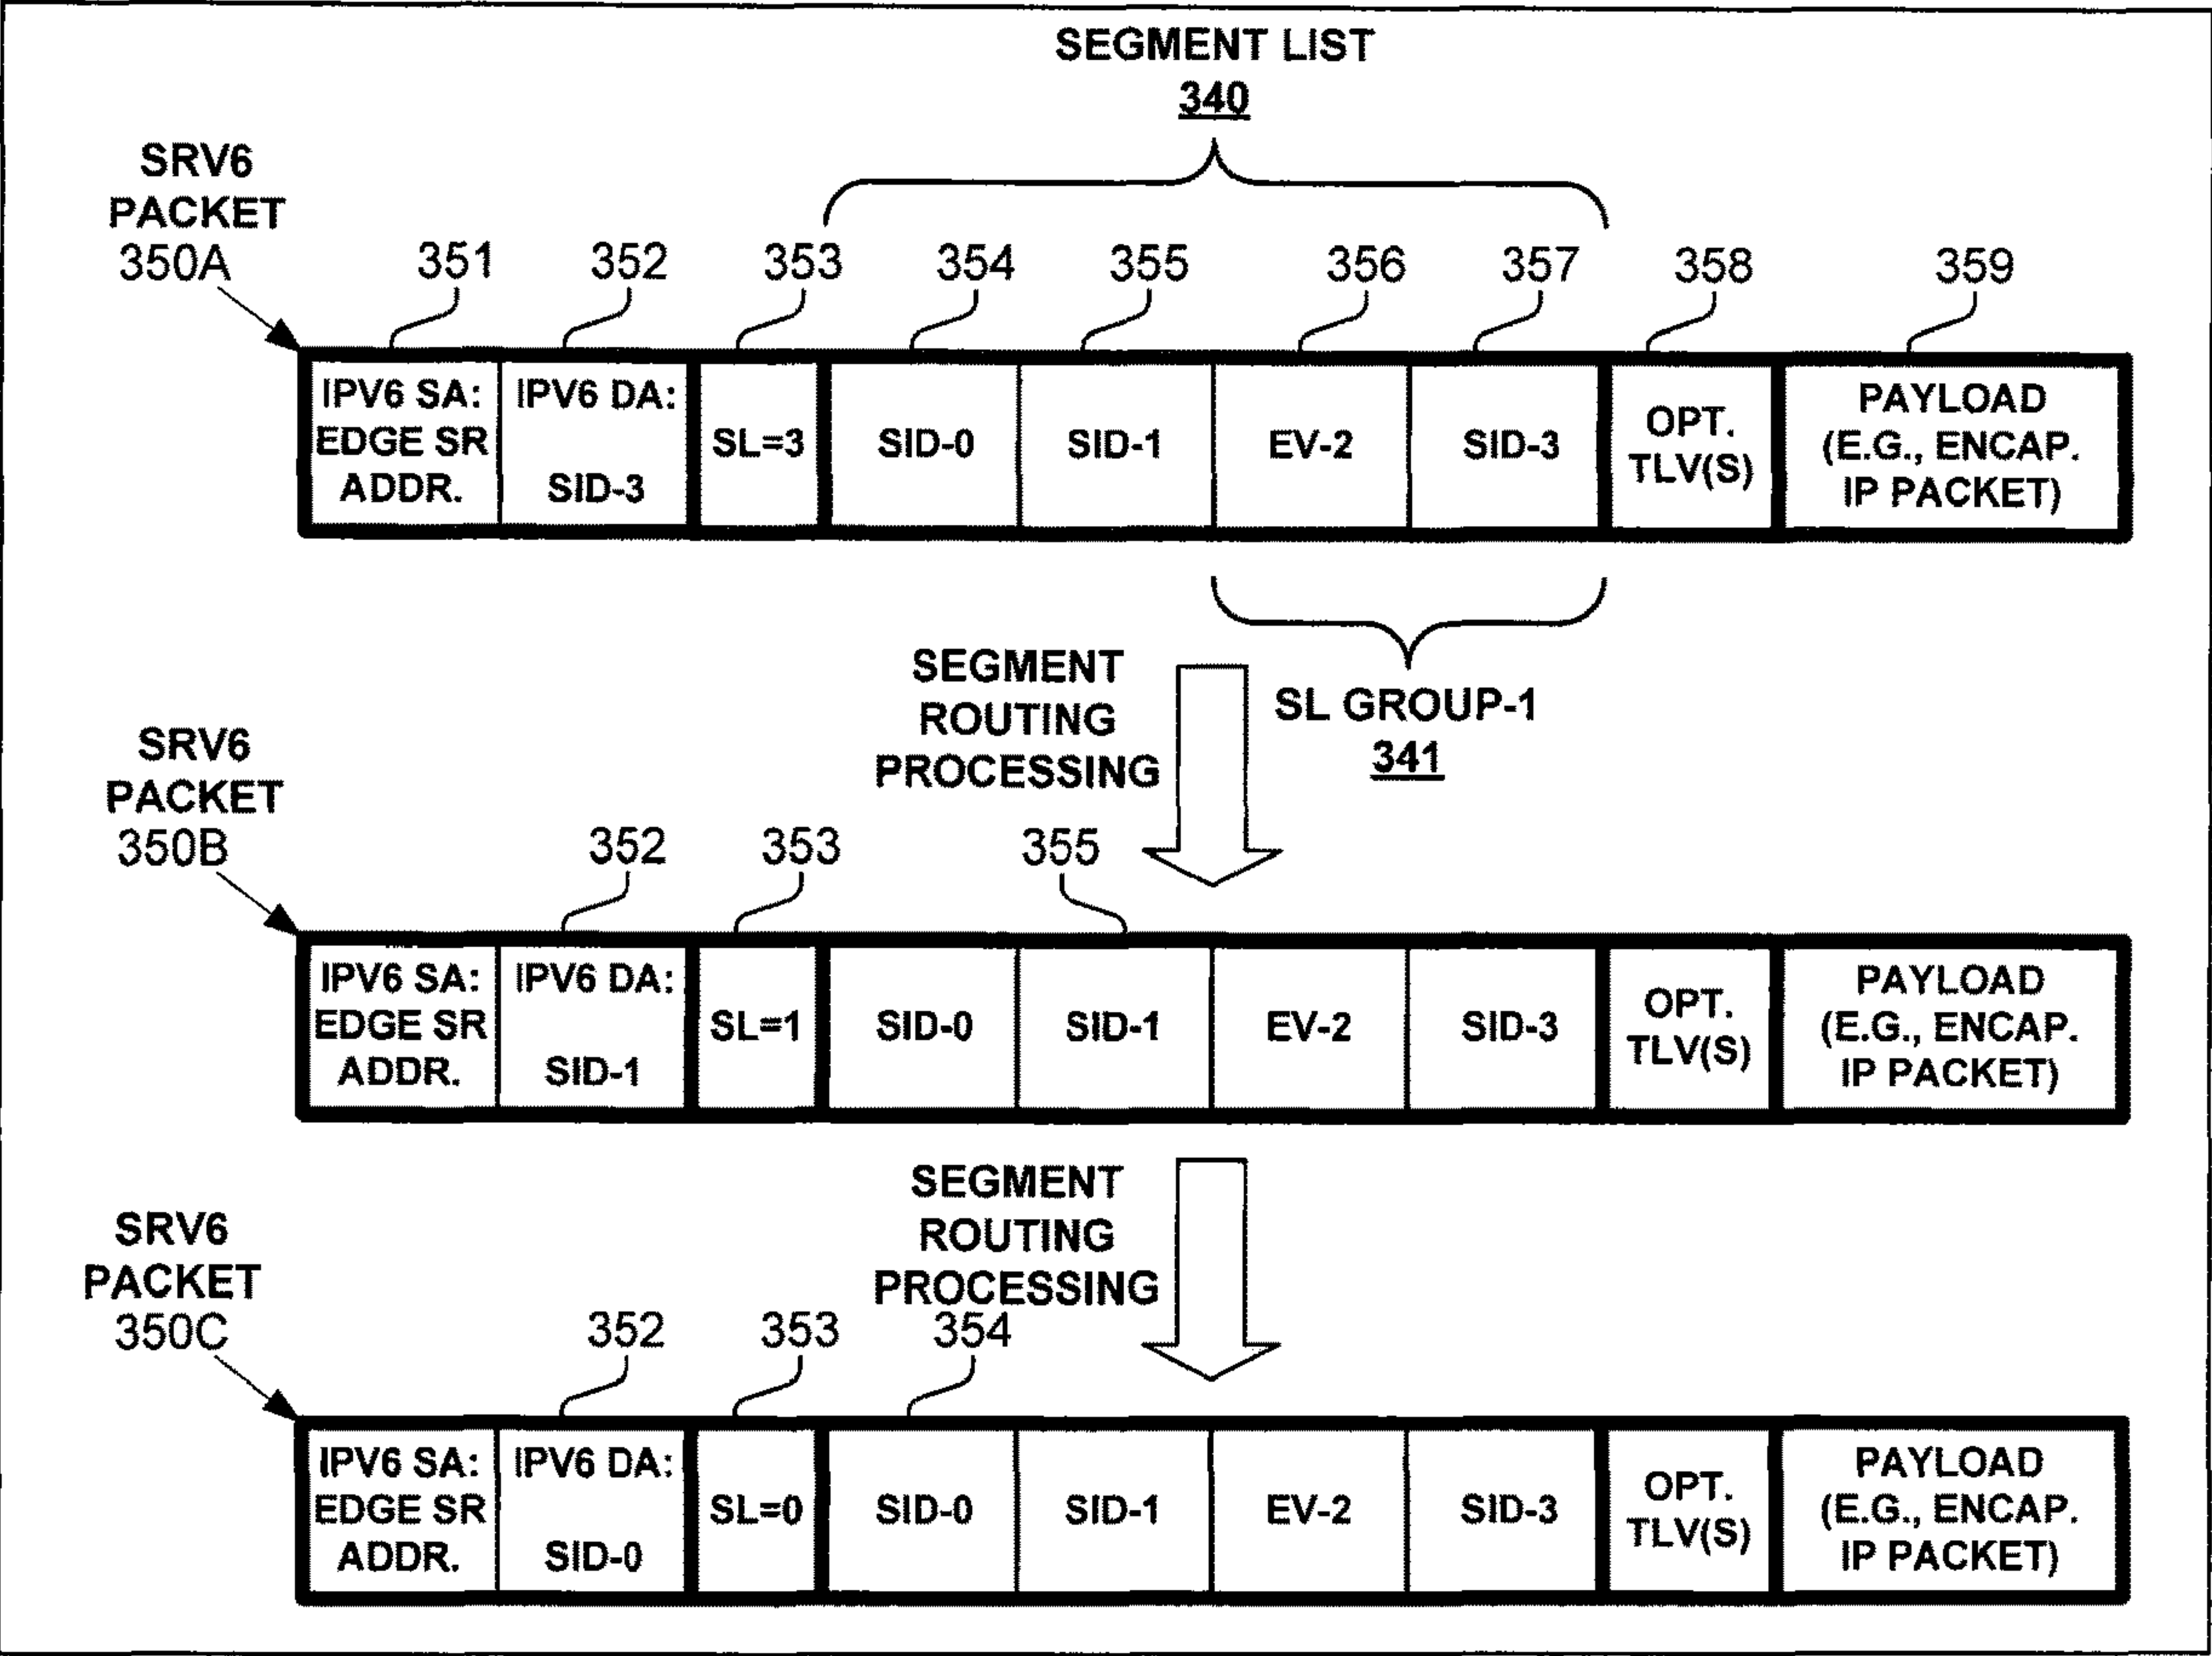 SEGMENT LIST
340
SRV6
PACKET
350A
351 352 353 354 355 356 357 358 359
IPV6 SA:
EDGE SR
ADDR.
IPV6 DA:
SID-3
SL=3
SID-0
SID-1
EV-2
SID-3
OPT.
TLV(S)
PAYLOAD
(E.G., ENCAP.
IP PACKET)
SEGMENT
ROUTING
PROCESSING
SL GROUP-1
341
SRV6
PACKET
350B
352 353 355
IPV6 SA:
EDGE SR
ADDR.
IPV6 DA:
SID-1
SL=1
SID-0
SID-1
EV-2
SID-3
OPT.
TLV(S)
PAYLOAD
(E.G., ENCAP.
IP PACKET)
SEGMENT
ROUTING
PROCESSING
SRV6
PACKET
350C
352 353 354
IPV6 SA:
EDGE SR
ADDR.
IPV6 DA:
SID-0
SL=0
SID-0
SID-1
EV-2
SID-3
OPT.
TLV(S)
PAYLOAD
(E.G., ENCAP.
IP PACKET)